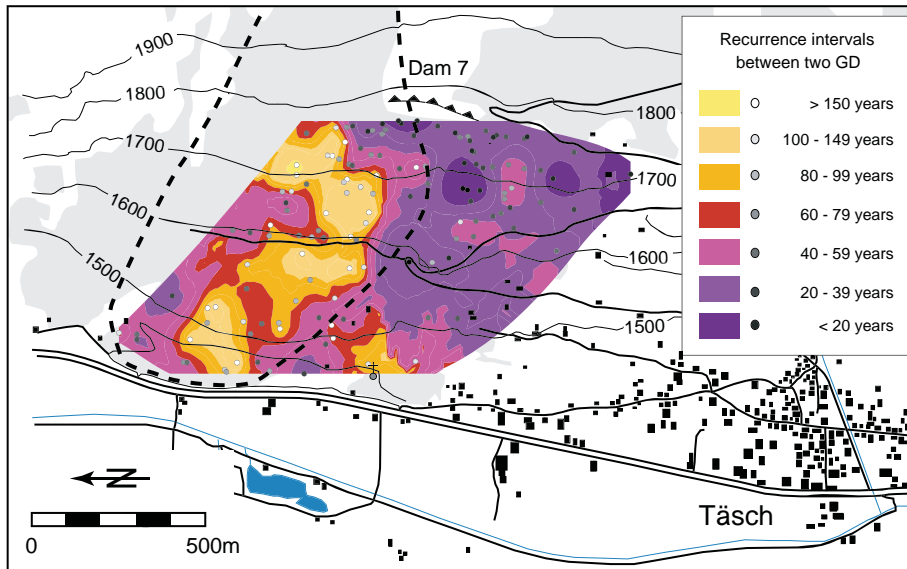 Recurrence intervals
between two GD
> 150 years
100 - 149 years
80 - 99 years
60 - 79 years
40 - 59 years
20 - 39 years
< 20 years
Dam 7
1900
1800
1700
1600
1500
1800
1700
1600
1500
N
0 500m
Täsch